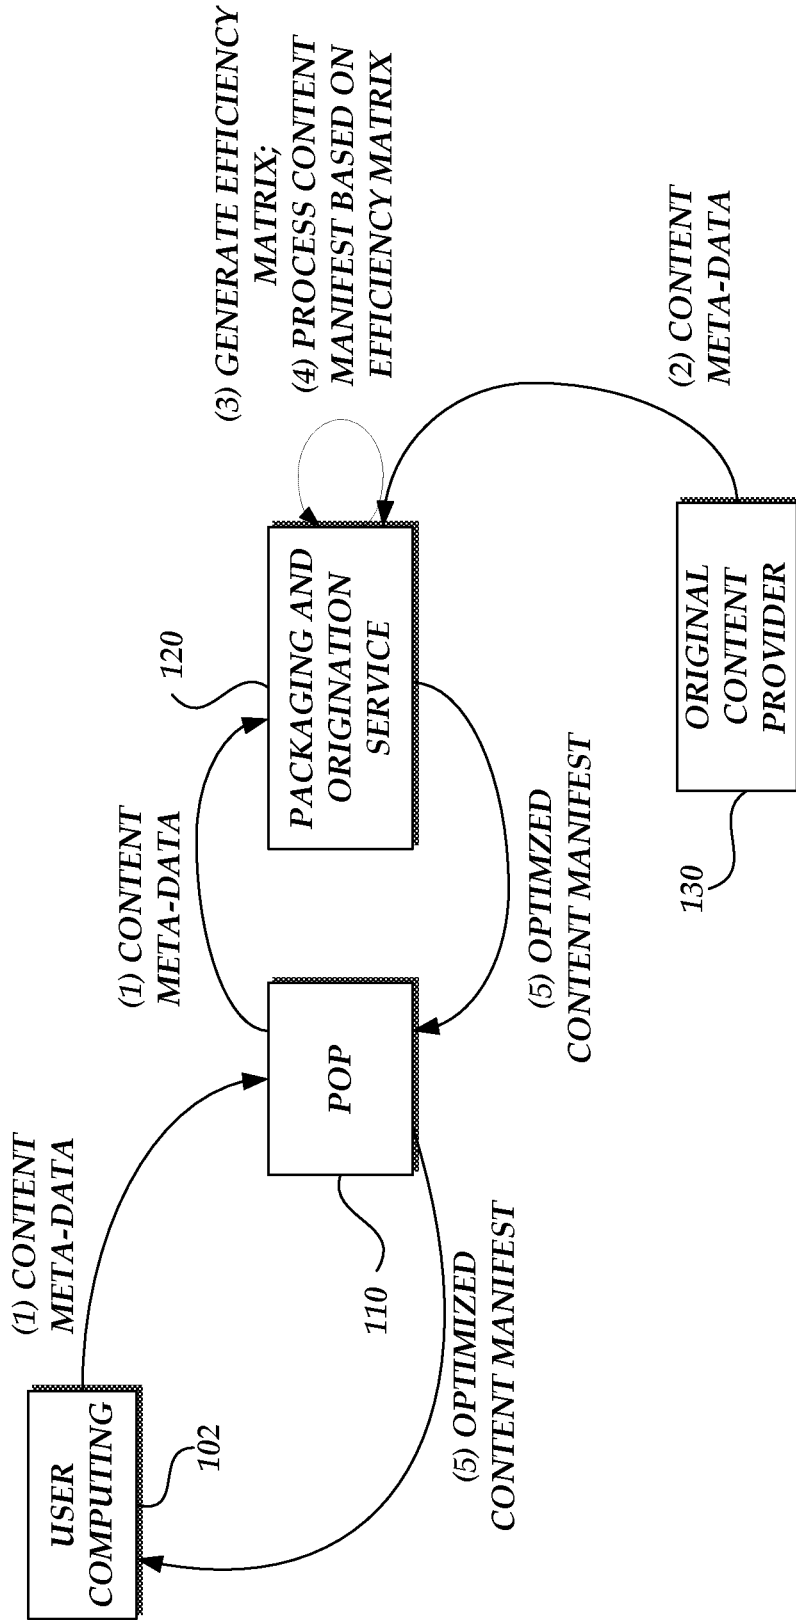 USER
COMPUTING
102
(1) CONTENT
META-DATA
POP
110
(1) CONTENT
META-DATA
PACKAGING AND
ORIGINATION
SERVICE
120
(3) GENERATE EFFICIENCY
MATRIX;
(4) PROCESS CONTENT
MANIFEST BASED ON
EFFICIENCY MATRIX
(5) OPTIMIZED
CONTENT MANIFEST
(5) OPTIMZED
CONTENT MANIFEST
ORIGINAL
CONTENT
PROVIDER
130
(2) CONTENT
META-DATA